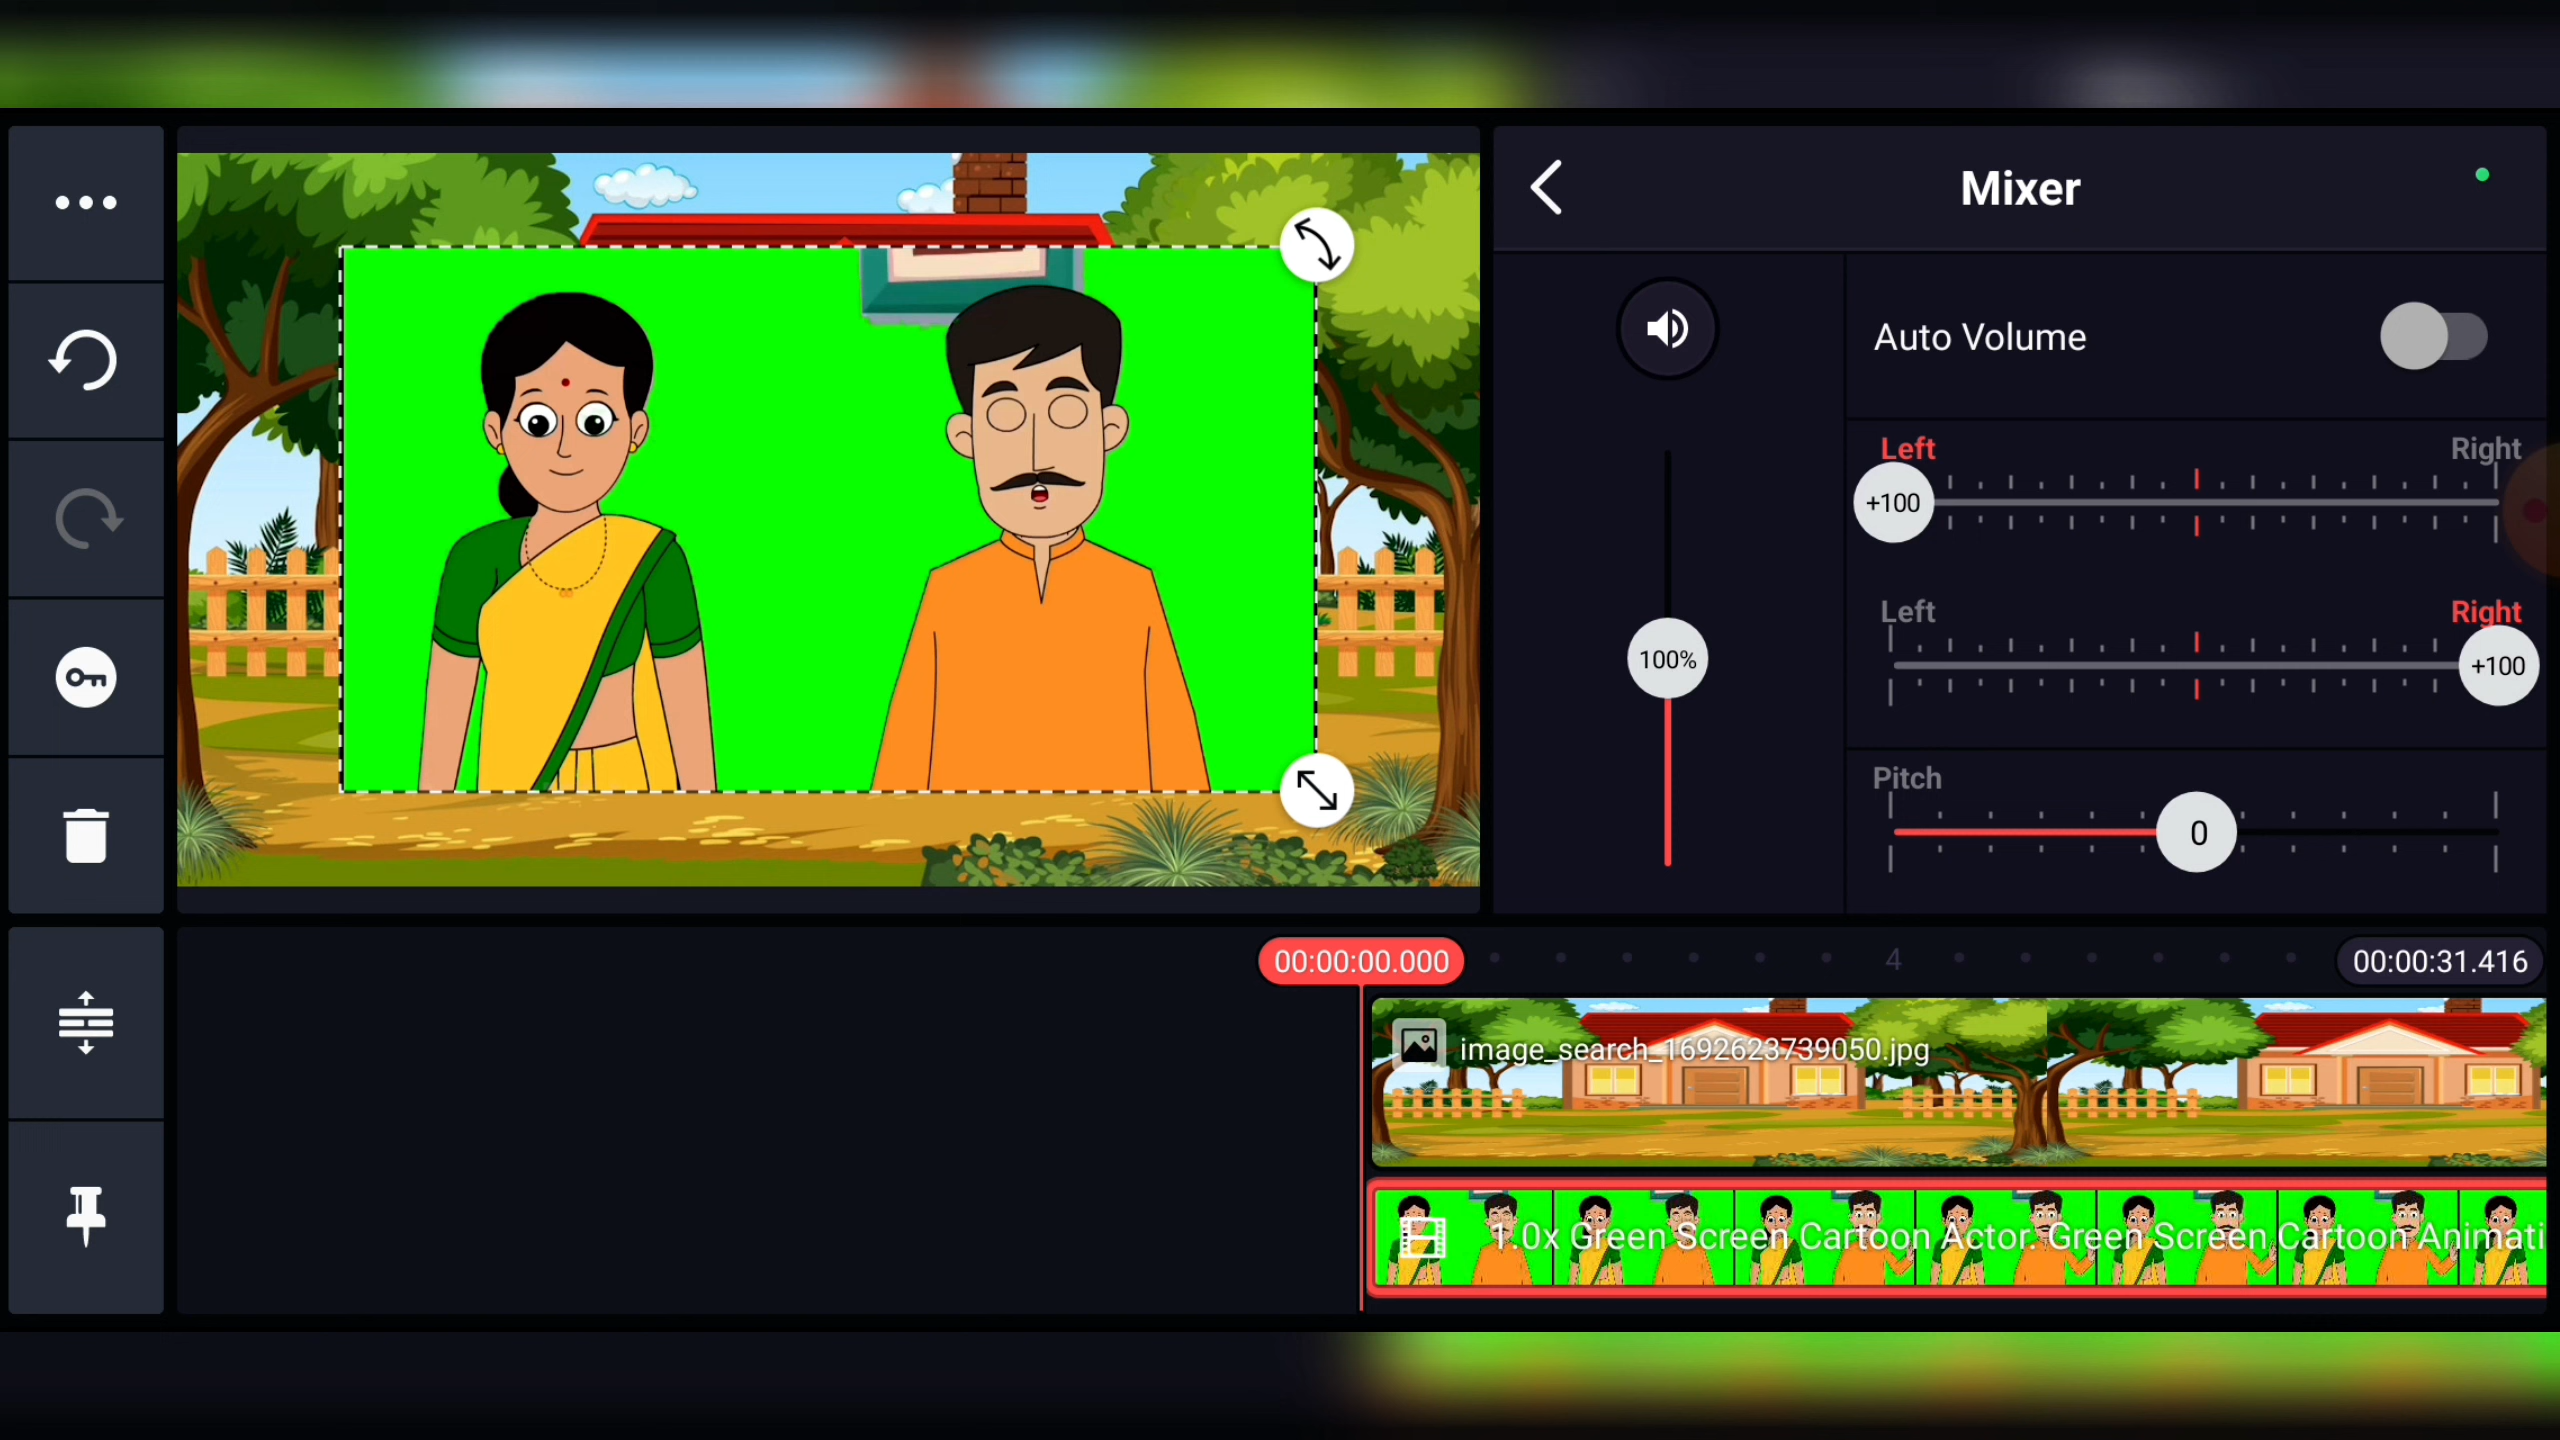 Mixer
Auto Volume
Left Right
+100
Left Right
+100
100%
Pitch
0
00:00:00.000 4 00:00:31.416
image_search_1692623739050.jpg
1.0x Green Screen Cartoon Actor. Green Screen Cartoon Animati